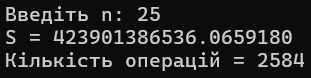 Введіть n: 25
S = 423901386536.0659180
Кількість операцій = 2584